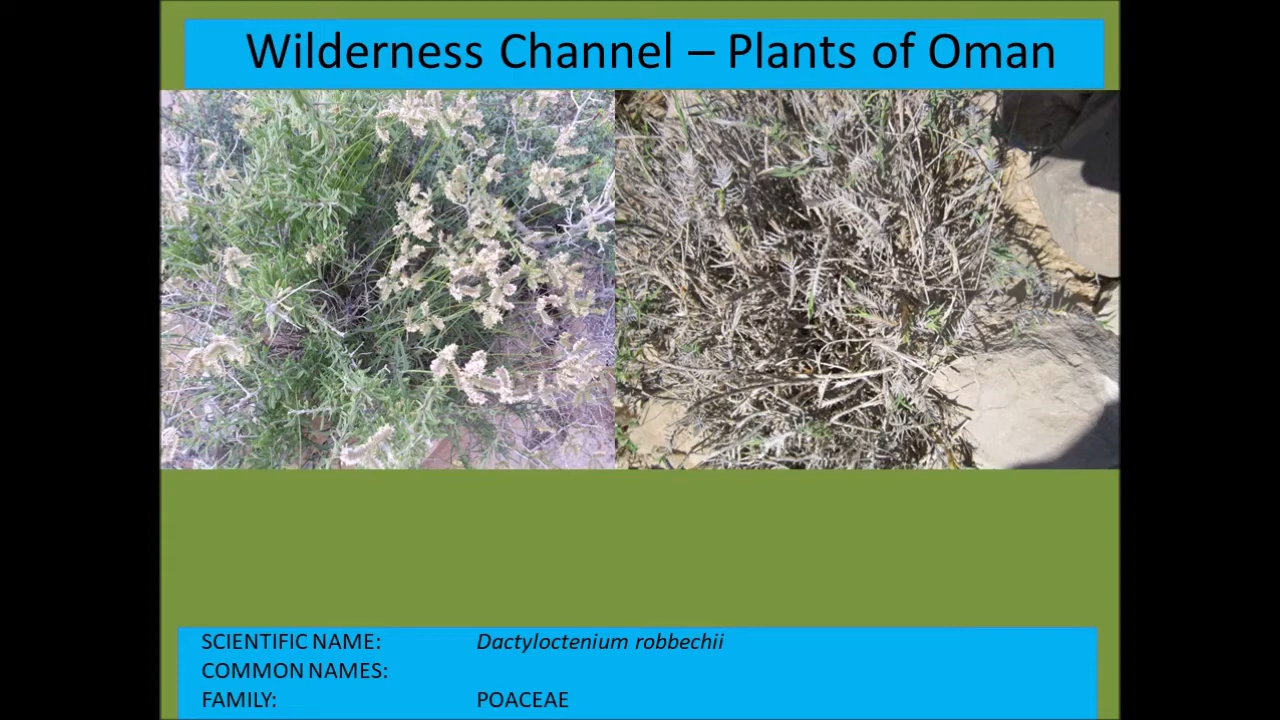 Wilderness Channel – Plants of Oman
SCIENTIFIC NAME: Dactyloctenium robbechii
COMMON NAMES:
FAMILY: POACEAE